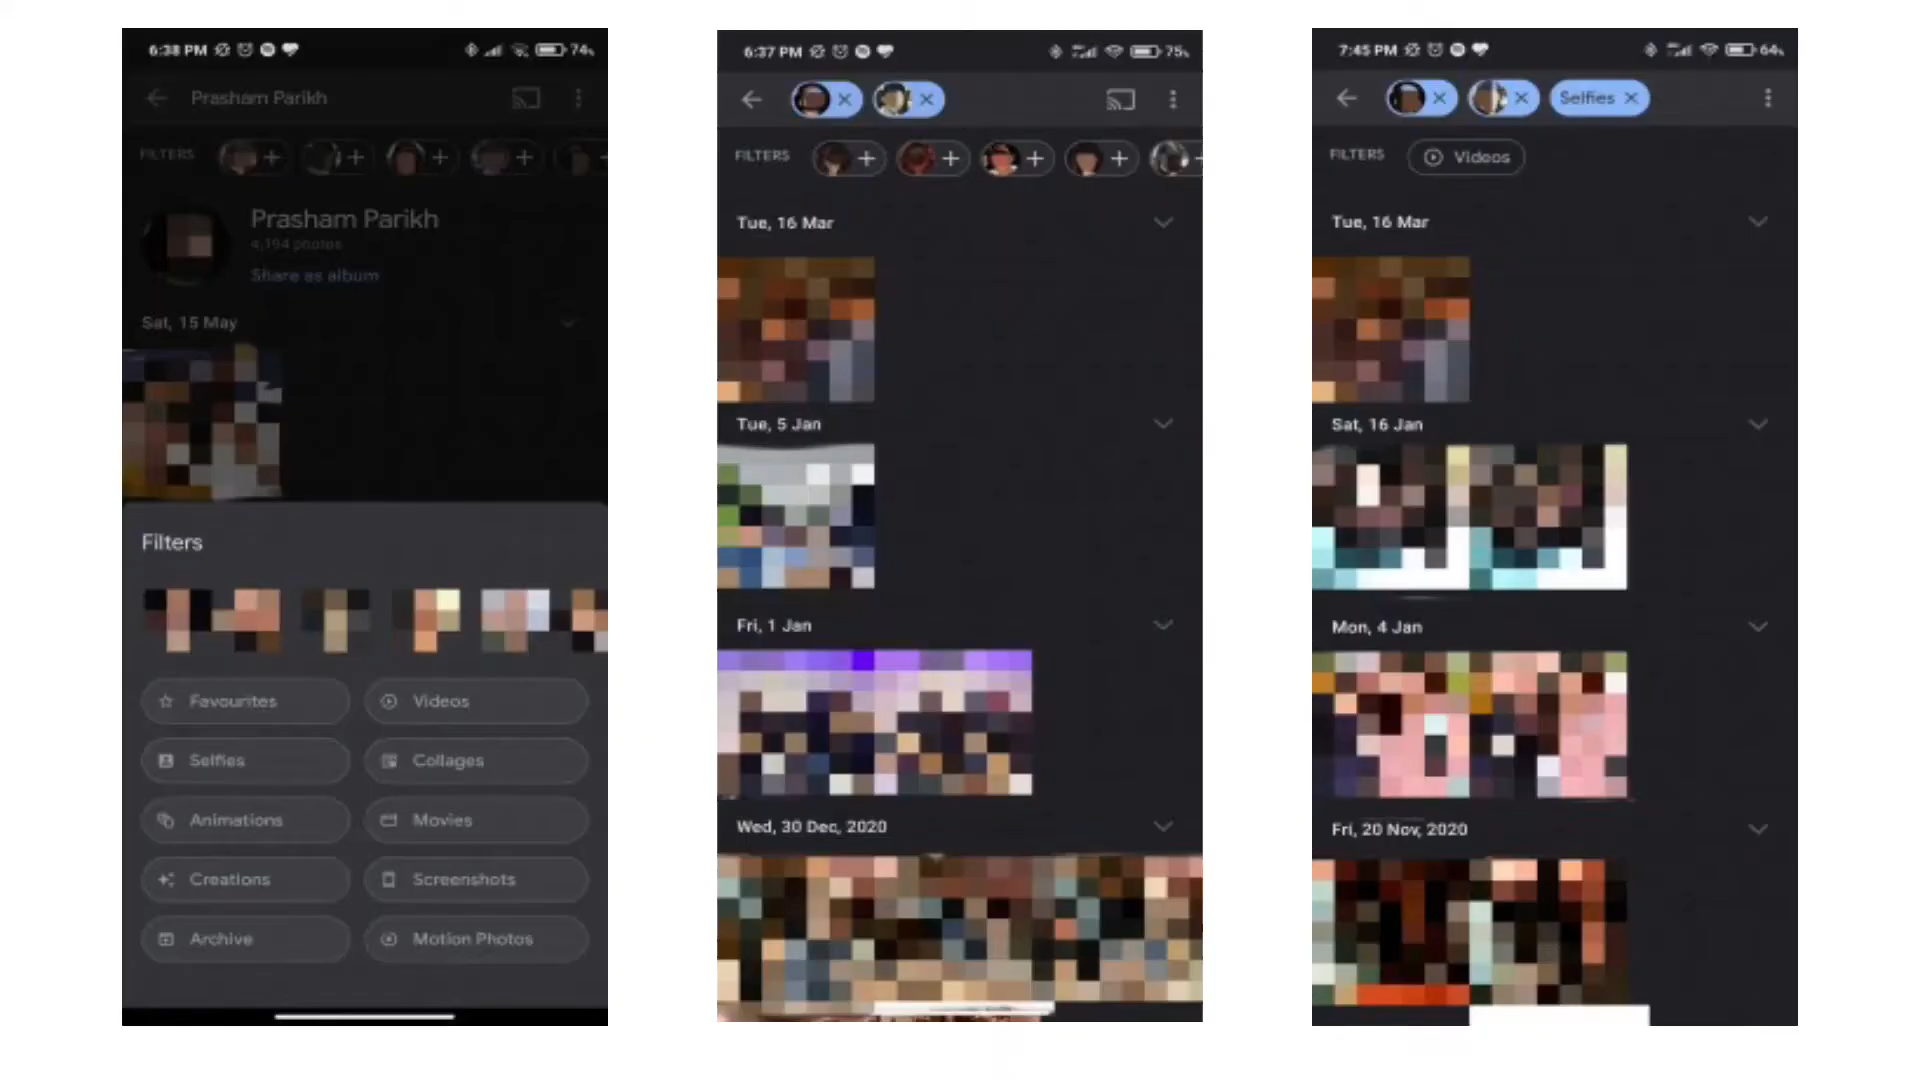 6:38 PM
74%
Prasham Parikh
FILTERS
Prasham Parikh
4,194 photos
Share as album
Sat, 15 May
Filters
Favourites
Videos
Selfies
Collages
Animations
Movies
Creations
Screenshots
Archive
Motion Photos
6:37 PM
75%
FILTERS
Tue, 16 Mar
Tue, 5 Jan
Fri, 1 Jan
Wed, 30 Dec, 2020
7:45 PM
64%
Selfies
FILTERS
Videos
Tue, 16 Mar
Sat, 16 Jan
Mon, 4 Jan
Fri, 20 Nov, 2020